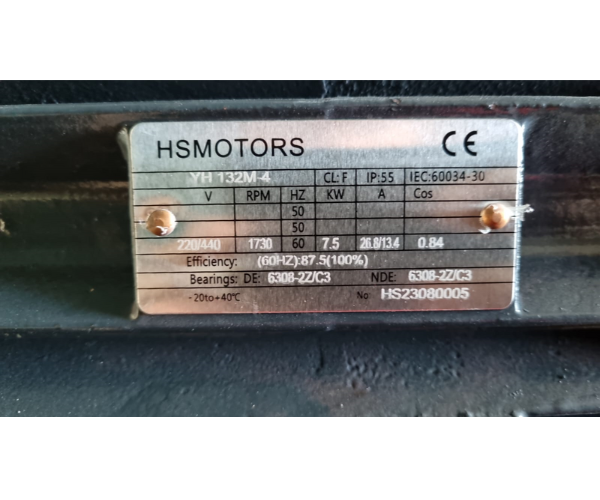 HSMOTORS CE
YH 132M-4 CL: F IP:55 IEC:60034-30
V RPM HZ KW A Cos
50
50
220/440 1730 60 7.5 26.8/13.4 0.84
Efficiency: (60HZ):87.5(100%)
Bearings: DE: 6308-2Z/C3 NDE: 6308-2Z/C3
-20to+40℃ No: HS23080005